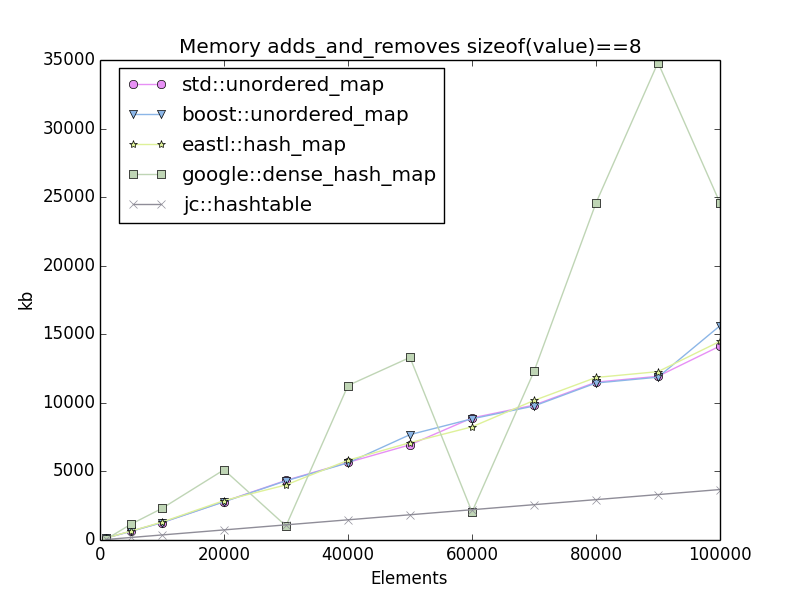 Memory adds_and_removes sizeof(value)==8
35000
30000
25000
20000
15000
10000
5000
0
kb
std::unordered_map
boost::unordered_map
eastl::hash_map
google::dense_hash_map
jc::hashtable
0 20000 40000 60000 80000 100000
Elements